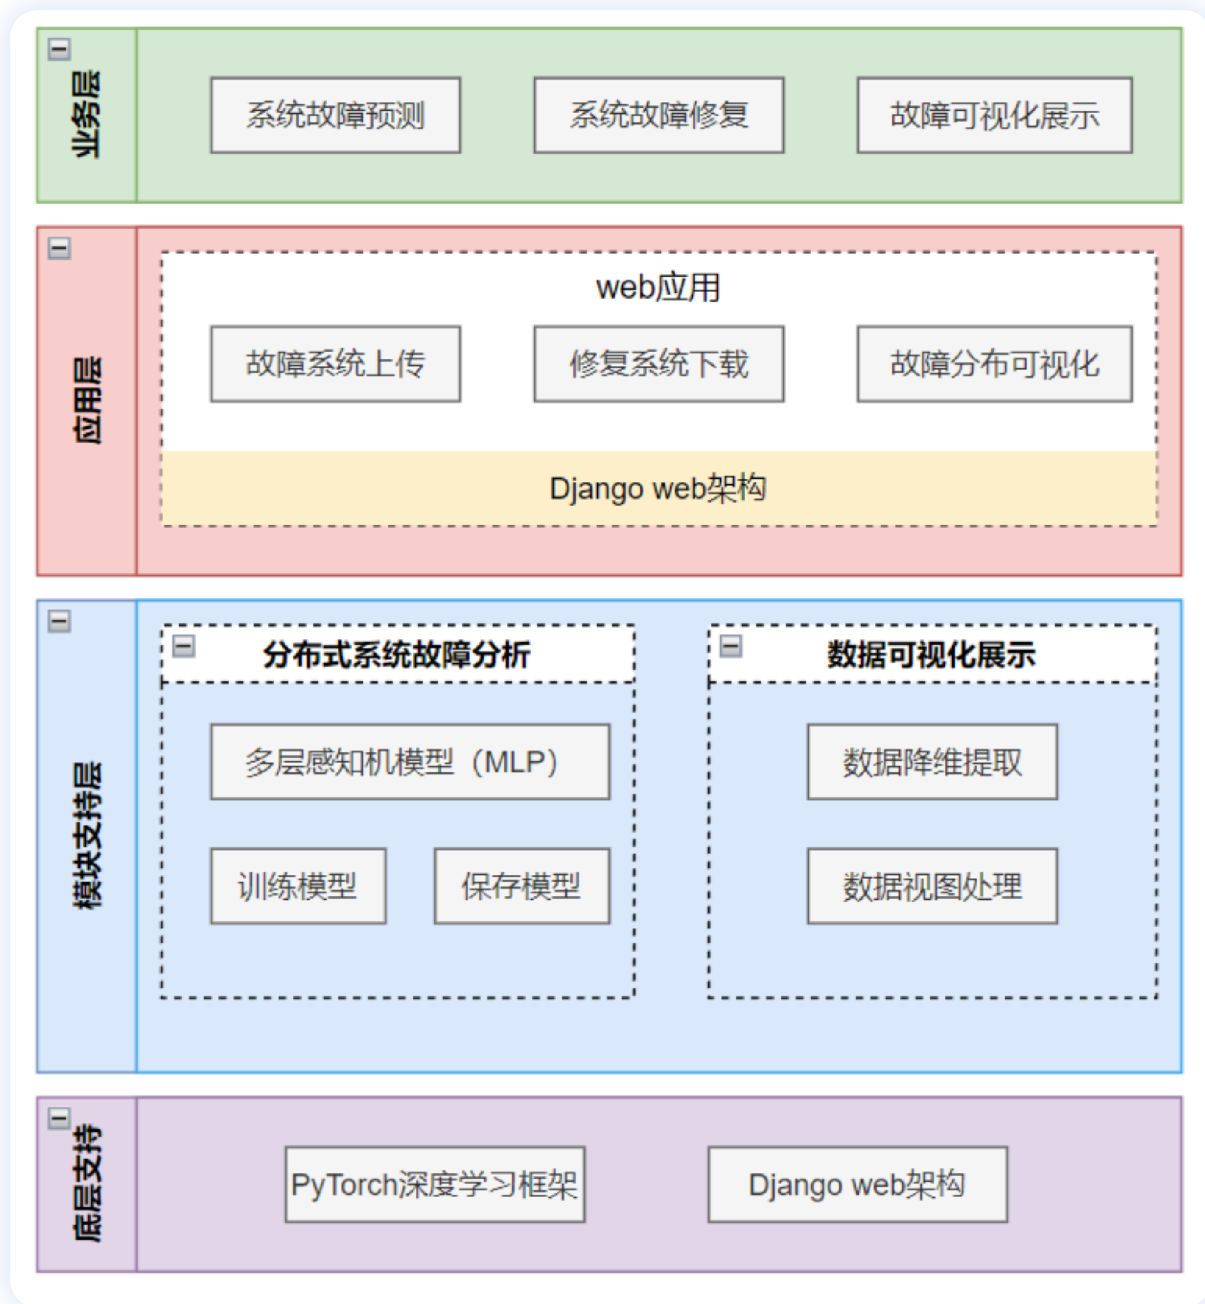 业务层
系统故障预测
系统故障修复
故障可视化展示
应用层
web应用
故障系统上传
修复系统下载
故障分布可视化
Django web架构
模块支持层
分布式系统故障分析
多层感知机模型（MLP）
训练模型
保存模型
数据可视化展示
数据降维提取
数据视图处理
底层支持
PyTorch深度学习框架
Django web架构